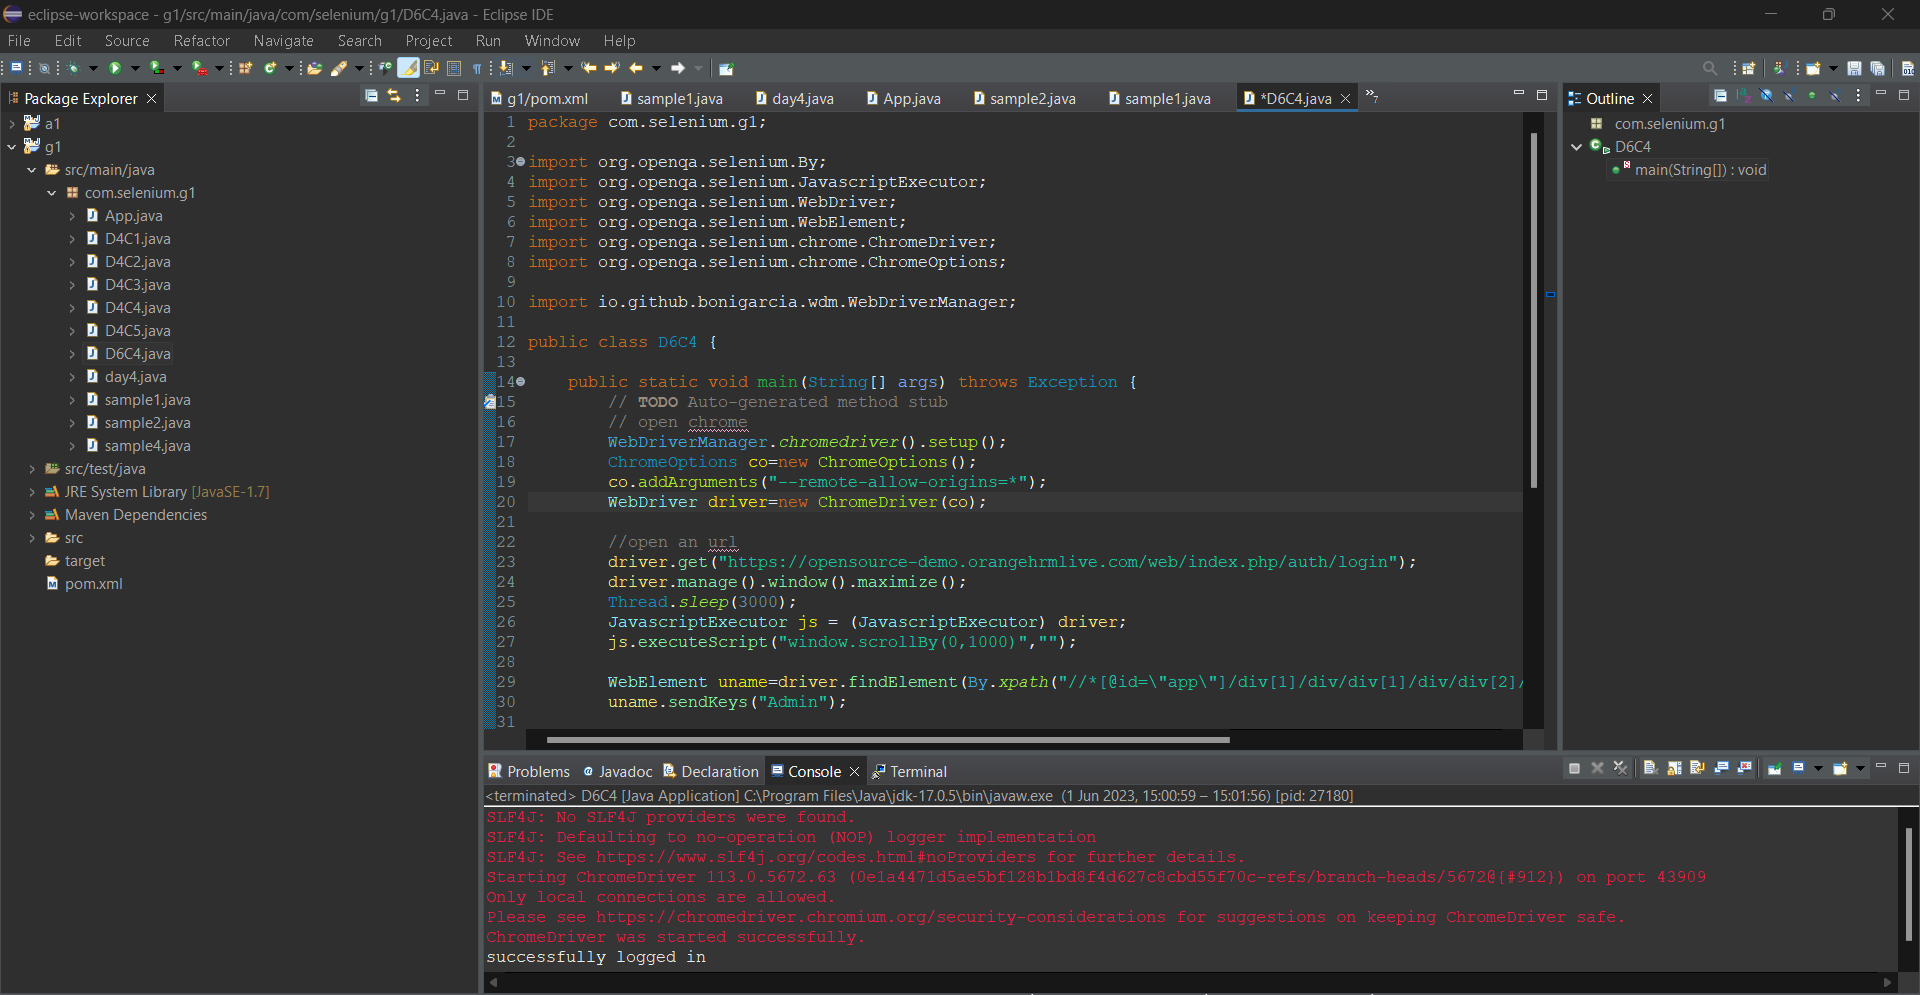 eclipse-workspace - g1/src/main/java/com/selenium/g1/D6C4.java - Eclipse IDE
File Edit Source Refactor Navigate Search Project Run Window Help
Package Explorer
a1
g1
src/main/java
com.selenium.g1
App.java
D4C1.java
D4C2.java
D4C3.java
D4C4.java
D4C5.java
D6C4.java
day4.java
sample1.java
sample2.java
sample4.java
src/test/java
JRE System Library [JavaSE-1.7]
Maven Dependencies
src
target
pom.xml
g1/pom.xml sample1.java day4.java App.java sample2.java sample1.java *D6C4.java »7
1 package com.selenium.g1;
2
3 import org.openqa.selenium.By;
4 import org.openqa.selenium.JavascriptExecutor;
5 import org.openqa.selenium.WebDriver;
6 import org.openqa.selenium.WebElement;
7 import org.openqa.selenium.chrome.ChromeDriver;
8 import org.openqa.selenium.chrome.ChromeOptions;
9
10 import io.github.bonigarcia.wdm.WebDriverManager;
11
12 public class D6C4 {
13
14 public static void main(String[] args) throws Exception {
15 // TODO Auto-generated method stub
16 // open chrome
17 WebDriverManager.chromedriver().setup();
18 ChromeOptions co=new ChromeOptions();
19 co.addArguments("--remote-allow-origins=*");
20 WebDriver driver=new ChromeDriver(co);
21
22 //open an url
23 driver.get("https://opensource-demo.orangehrmlive.com/web/index.php/auth/login");
24 driver.manage().window().maximize();
25 Thread.sleep(3000);
26 JavascriptExecutor js = (JavascriptExecutor) driver;
27 js.executeScript("window.scrollBy(0,1000)","");
28
29 WebElement uname=driver.findElement(By.xpath("//*[@id=\"app\"]/div[1]/div/div[1]/div/div[2]/
30 uname.sendKeys("Admin");
31
Outline
com.selenium.g1
D6C4
main(String[]) : void
Problems Javadoc Declaration Console Terminal
<terminated> D6C4 [Java Application] C:\Program Files\Java\jdk-17.0.5\bin\javaw.exe (1 Jun 2023, 15:00:59 – 15:01:56) [pid: 27180]
SLF4J: No SLF4J providers were found.
SLF4J: Defaulting to no-operation (NOP) logger implementation
SLF4J: See https://www.slf4j.org/codes.html#noProviders for further details.
Starting ChromeDriver 113.0.5672.63 (0e1a4471d5ae5bf128b1bd8f4d627c8cbd55f70c-refs/branch-heads/5672@{#912}) on port 43909
Only local connections are allowed.
Please see https://chromedriver.chromium.org/security-considerations for suggestions on keeping ChromeDriver safe.
ChromeDriver was started successfully.
successfully logged in